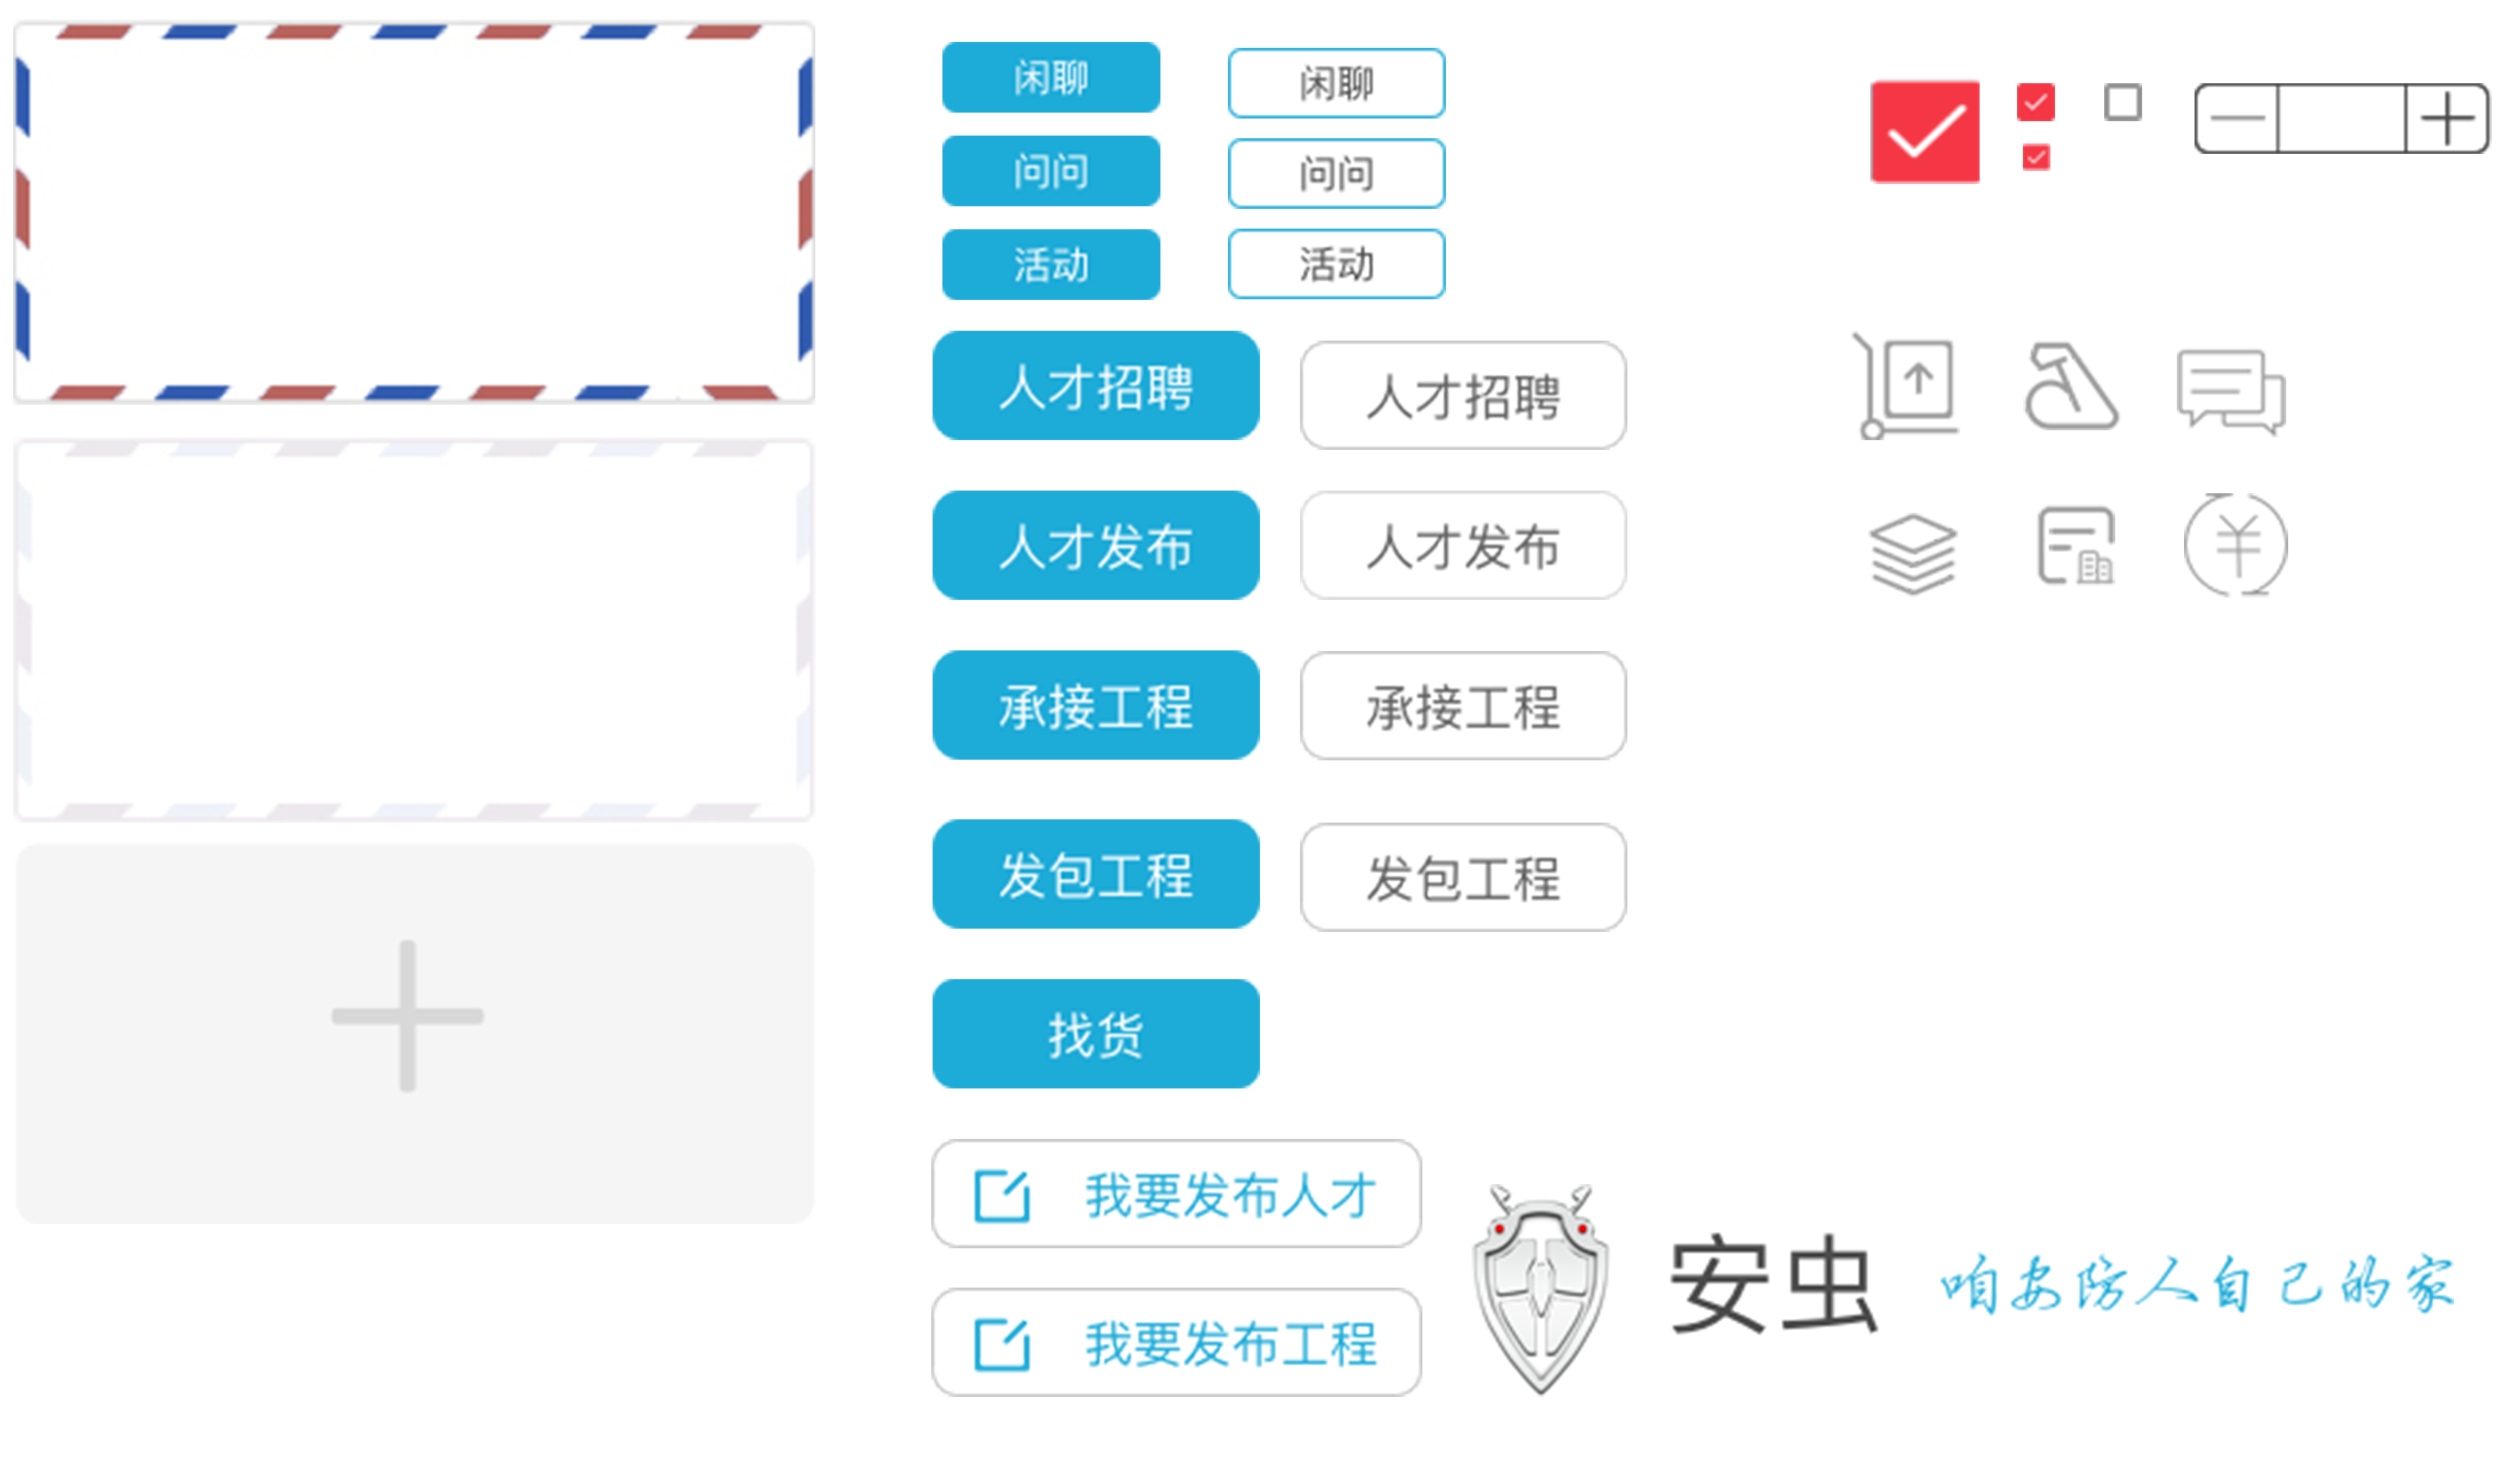 闲聊
闲聊
问问
问问
活动
活动
人才招聘
人才招聘
人才发布
人才发布
承接工程
承接工程
发包工程
发包工程
找货
我要发布人才
我要发布工程
安虫
咱安防人自己的家